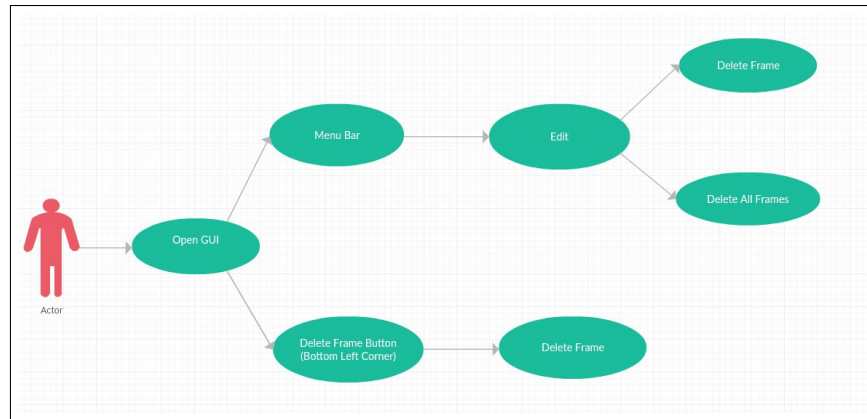 Delete Frame
Menu Bar
Edit
Delete All Frames
Open GUI
Actor
Delete Frame Button
(Bottom Left Corner)
Delete Frame